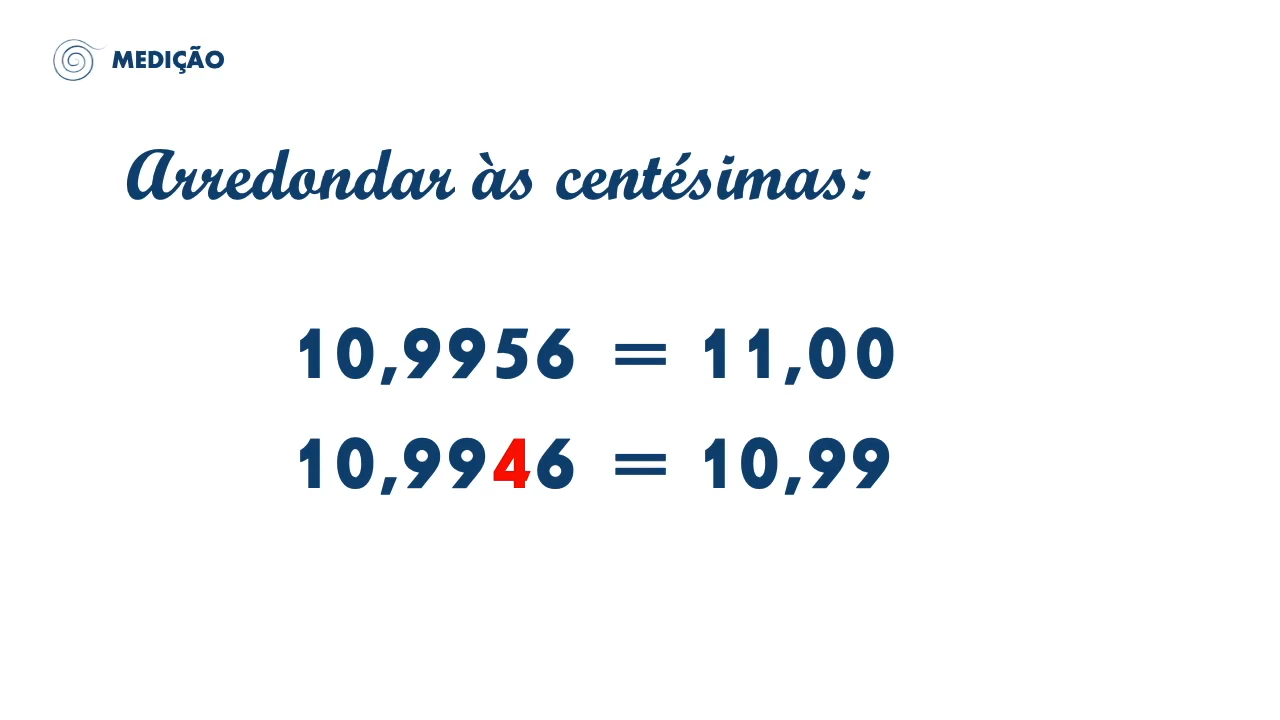 MEDIÇÃO
Arredondar às centésimas:
10,9956 = 11,00
10,9946 = 10,99